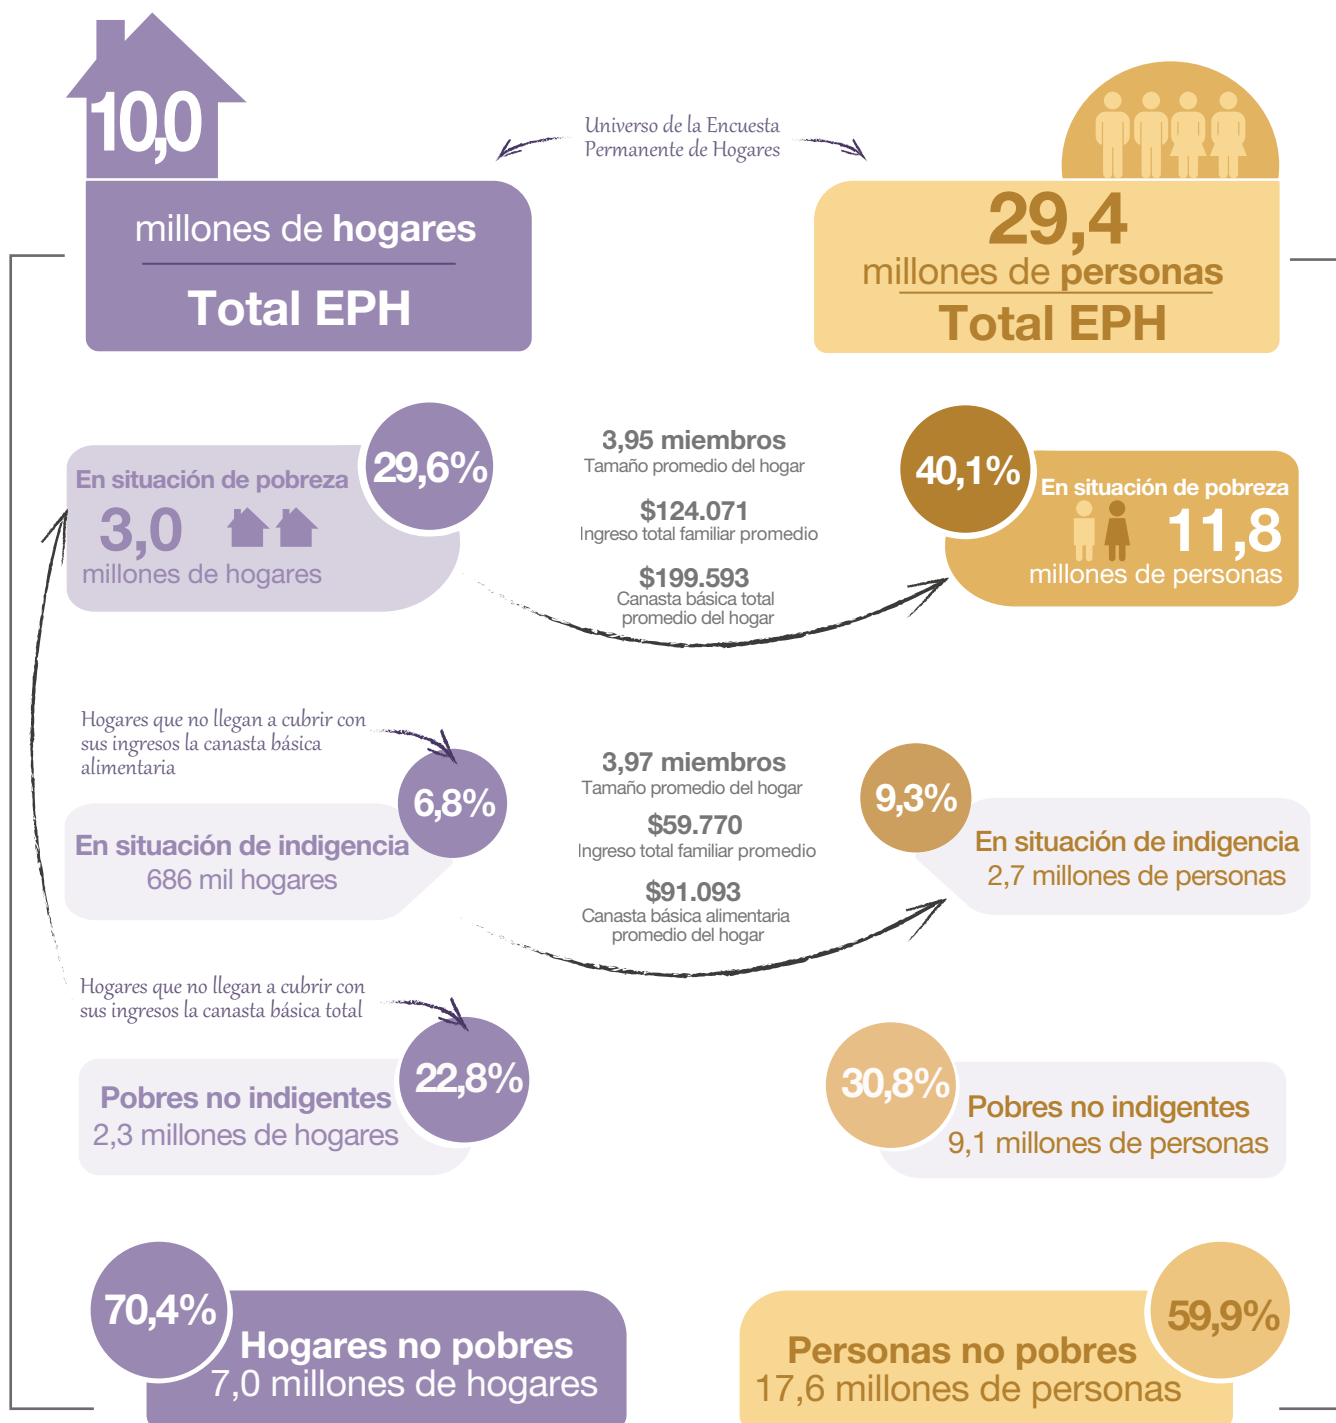 10,0
millones de hogares
Total EPH
Universo de la Encuesta
Permanente de Hogares
29,4
millones de personas
Total EPH
29,6%
En situación de pobreza
3,0
millones de hogares
3,95 miembros
Tamaño promedio del hogar
$124.071
Ingreso total familiar promedio
$199.593
Canasta básica total
promedio del hogar
40,1%
En situación de pobreza
11,8
millones de personas
Hogares que no llegan a cubrir con
sus ingresos la canasta básica
alimentaria
6,8%
En situación de indigencia
686 mil hogares
3,97 miembros
Tamaño promedio del hogar
$59.770
Ingreso total familiar promedio
$91.093
Canasta básica alimentaria
promedio del hogar
9,3%
En situación de indigencia
2,7 millones de personas
Hogares que no llegan a cubrir con
sus ingresos la canasta básica total
22,8%
Pobres no indigentes
2,3 millones de hogares
30,8%
Pobres no indigentes
9,1 millones de personas
70,4%
Hogares no pobres
7,0 millones de hogares
59,9%
Personas no pobres
17,6 millones de personas